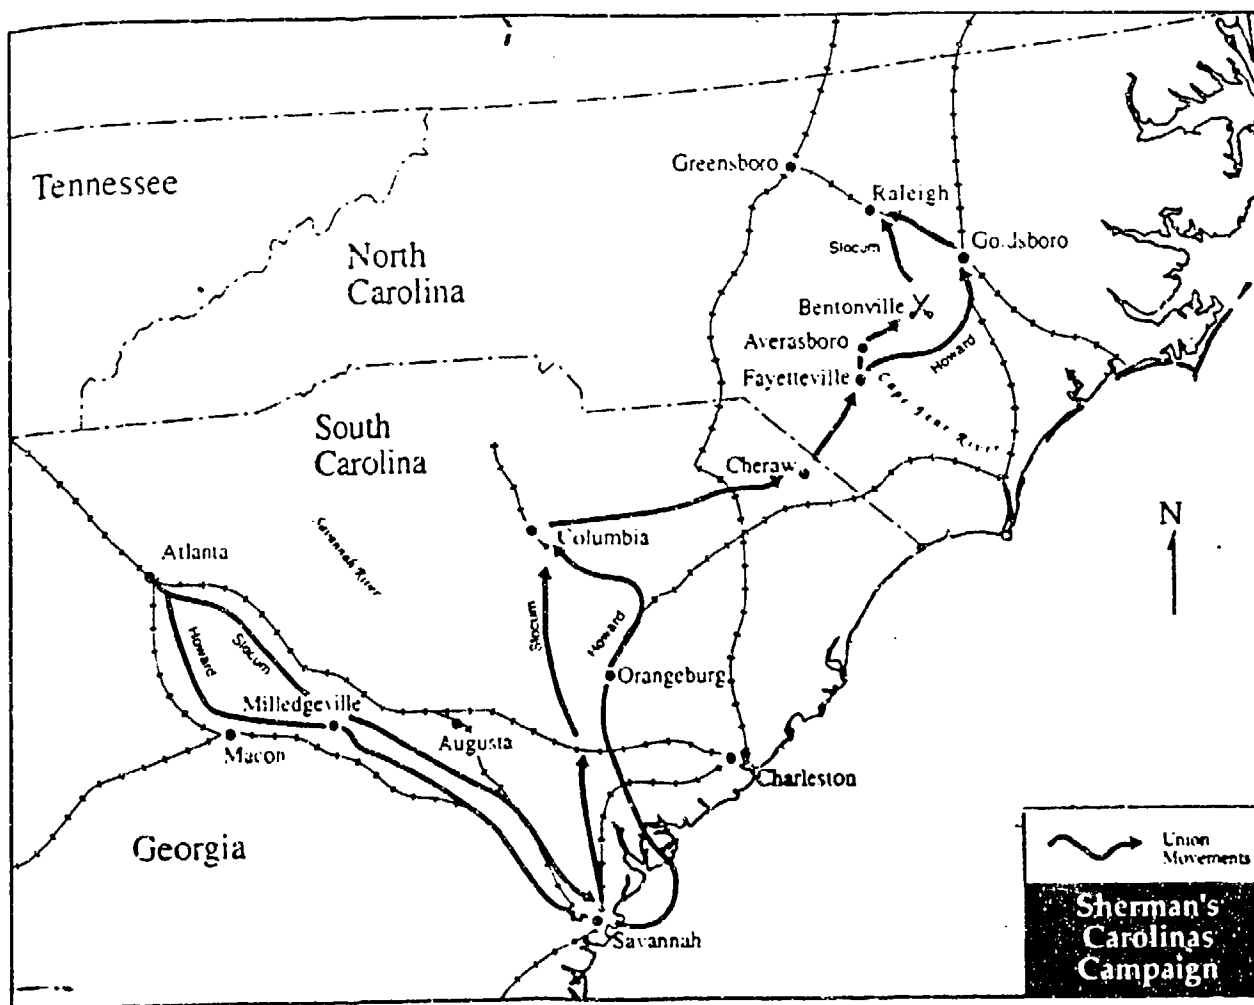 Greensboro
Raleigh
Tennessee
Slocum
Goldsboro
North
Carolina
Bentonville
Averasboro
Howard
Fayetteville
Cape Fear River
South
Carolina
Cheraw
N
Savannah River
Columbia
Atlanta
Slocum
Howard
Howard
Slocum
Orangeburg
Milledgeville
Augusta
Macon
Charleston
Georgia
Union
Movements
Savannah
Sherman's
Carolinas
Campaign